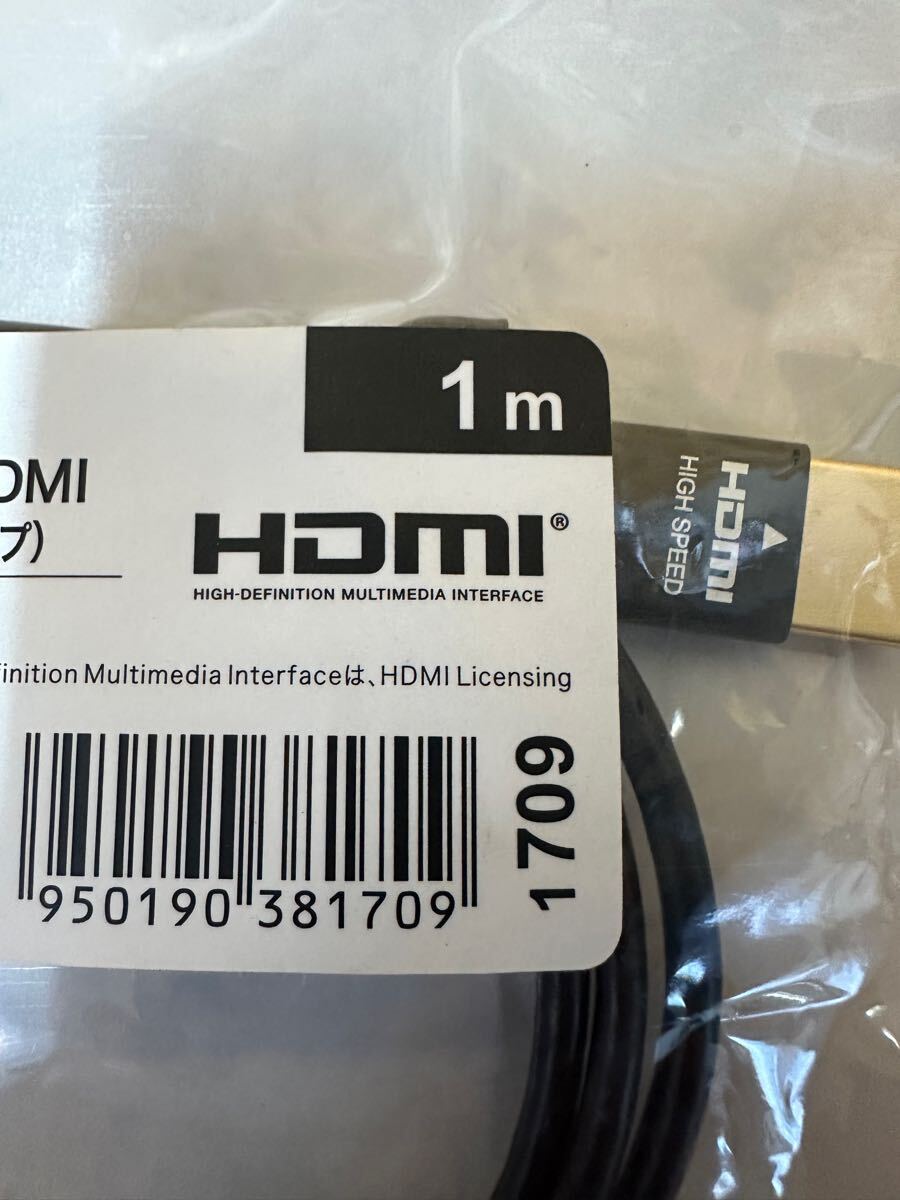 1m
DMI
プ)
HDMI®
HIGH-DEFINITION MULTIMEDIA INTERFACE
finition Multimedia Interfaceは、HDMI Licensing
950190 381709
1709
HDMI
HIGH SPEED